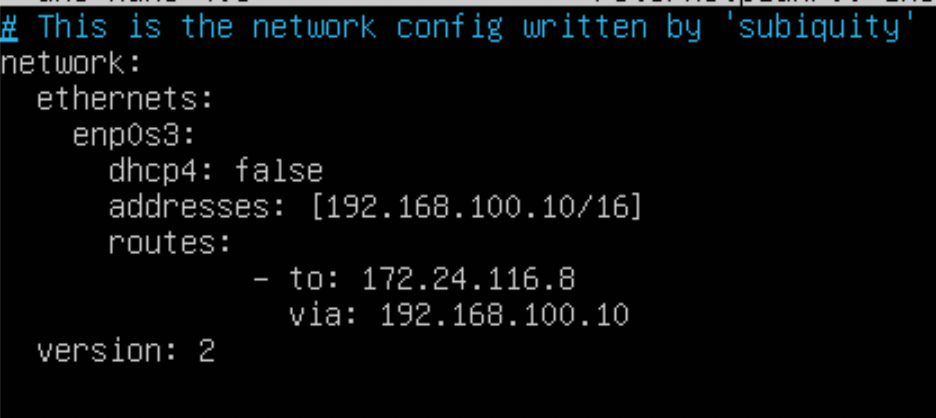 # This is the network config written by 'subiquity'
network:
  ethernets:
    enp0s3:
      dhcp4: false
      addresses: [192.168.100.10/16]
      routes:
              - to: 172.24.116.8
                via: 192.168.100.10
  version: 2